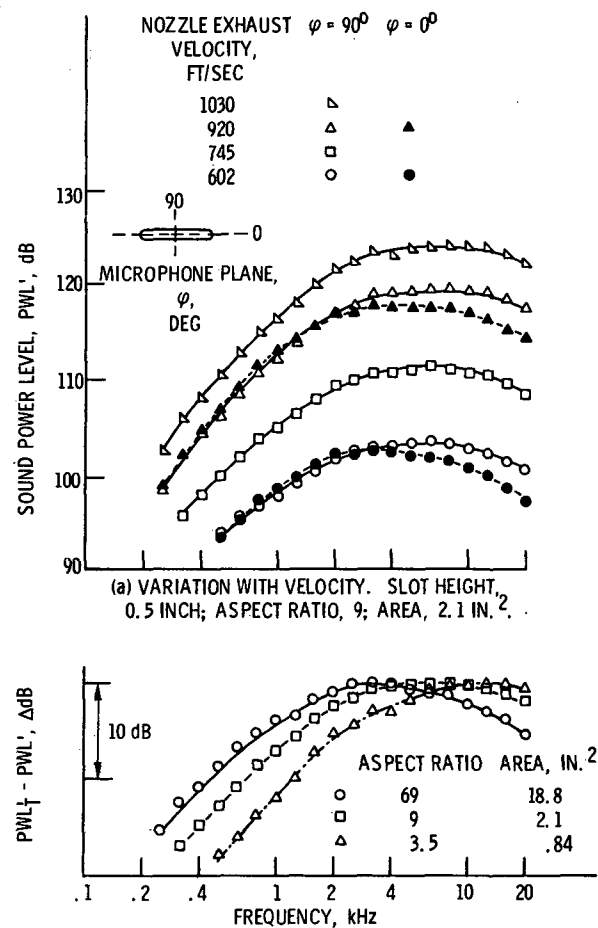 NOZZLE EXHAUST φ = 90⁰ φ = 0⁰
VELOCITY,
FT/SEC
1030
920
745
602
130
120
110
100
90
SOUND POWER LEVEL, PWL', dB
90
0
MICROPHONE PLANE,
φ,
DEG
(a) VARIATION WITH VELOCITY. SLOT HEIGHT,
0.5 INCH; ASPECT RATIO, 9; AREA, 2.1 IN.²
PWL'T - PWL', ΔdB
10 dB
ASPECT RATIO AREA, IN.²
69 18.8
9 2.1
3.5 .84
.1 .2 .4 1 2 4 10 20
FREQUENCY, kHz